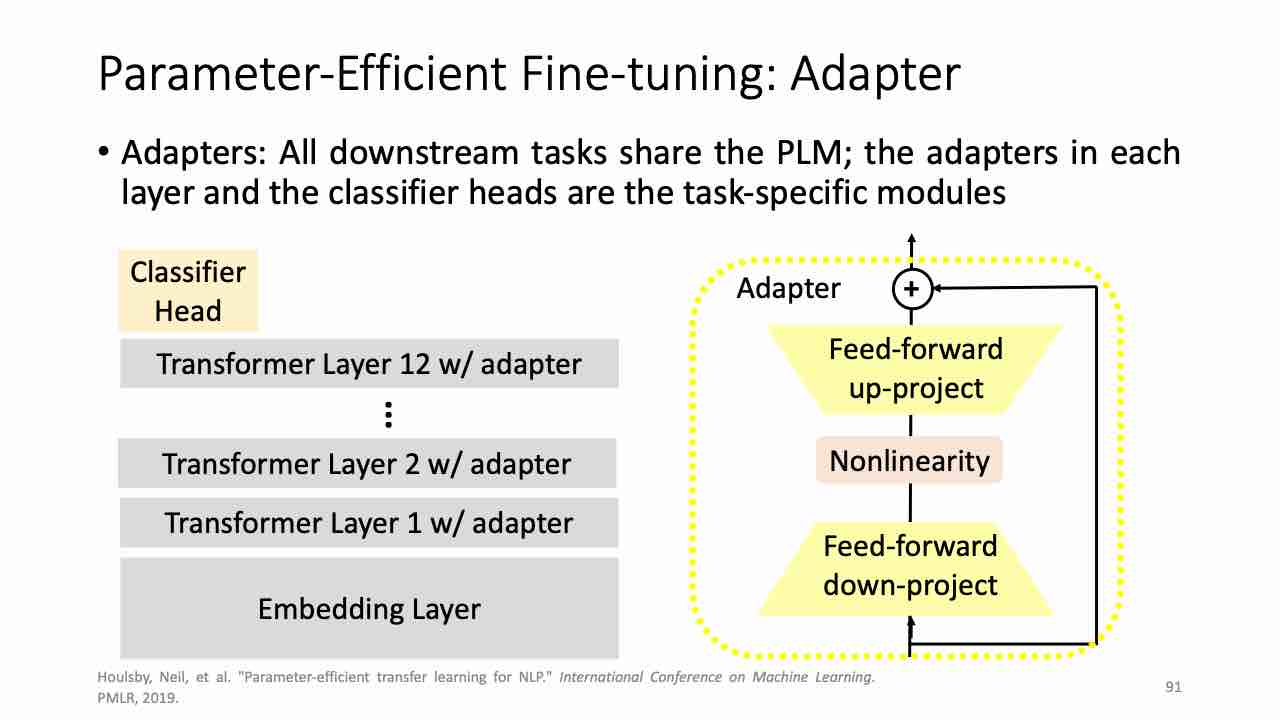 Parameter-Efficient Fine-tuning: Adapter
• Adapters: All downstream tasks share the PLM; the adapters in each
layer and the classifier heads are the task-specific modules
Classifier
Head
Transformer Layer 12 w/ adapter
⋮
Transformer Layer 2 w/ adapter
Transformer Layer 1 w/ adapter
Embedding Layer
Adapter
+
Feed-forward
up-project
Nonlinearity
Feed-forward
down-project
Houlsby, Neil, et al. "Parameter-efficient transfer learning for NLP." International Conference on Machine Learning.
PMLR, 2019.
91